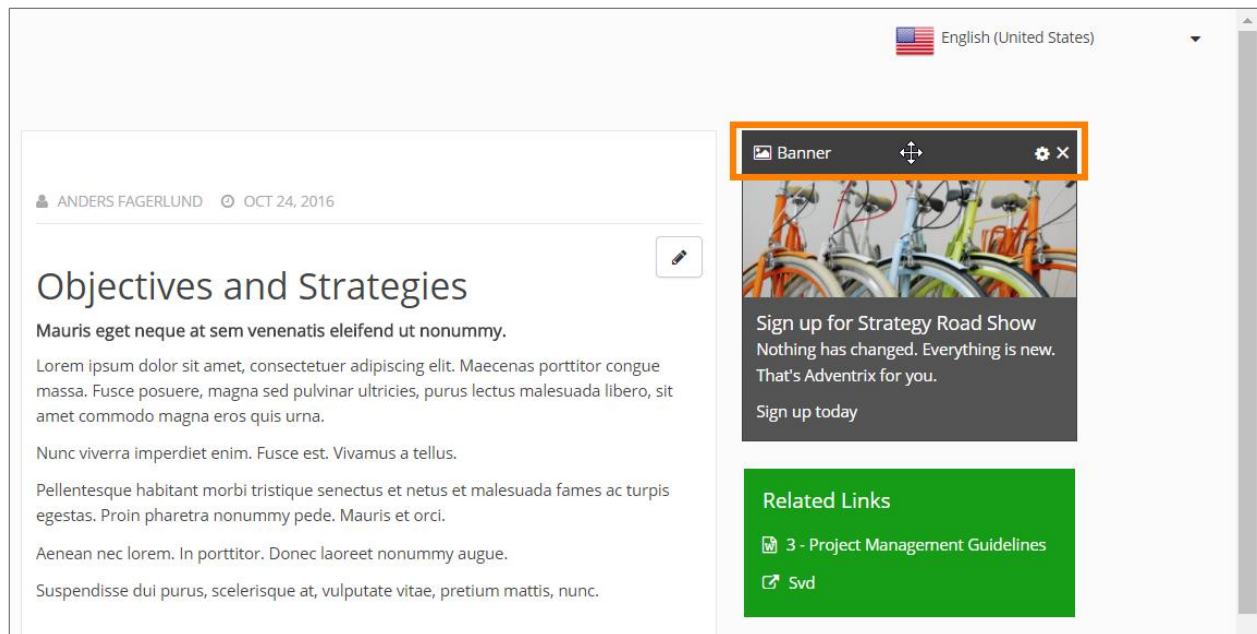 English (United States)
ANDERS FAGERLUND OCT 24, 2016
Objectives and Strategies
Mauris eget neque at sem venenatis eleifend ut nonummy.
Lorem ipsum dolor sit amet, consectetuer adipiscing elit. Maecenas porttitor congue
massa. Fusce posuere, magna sed pulvinar ultricies, purus lectus malesuada libero, sit
amet commodo magna eros quis urna.
Nunc viverra imperdiet enim. Fusce est. Vivamus a tellus.
Pellentesque habitant morbi tristique senectus et netus et malesuada fames ac turpis
egestas. Proin pharetra nonummy pede. Mauris et orci.
Aenean nec lorem. In porttitor. Donec laoreet nonummy augue.
Suspendisse dui purus, scelerisque at, vulputate vitae, pretium mattis, nunc.
Banner
Sign up for Strategy Road Show
Nothing has changed. Everything is new.
That's Adventrix for you.
Sign up today
Related Links
3 - Project Management Guidelines
Svd